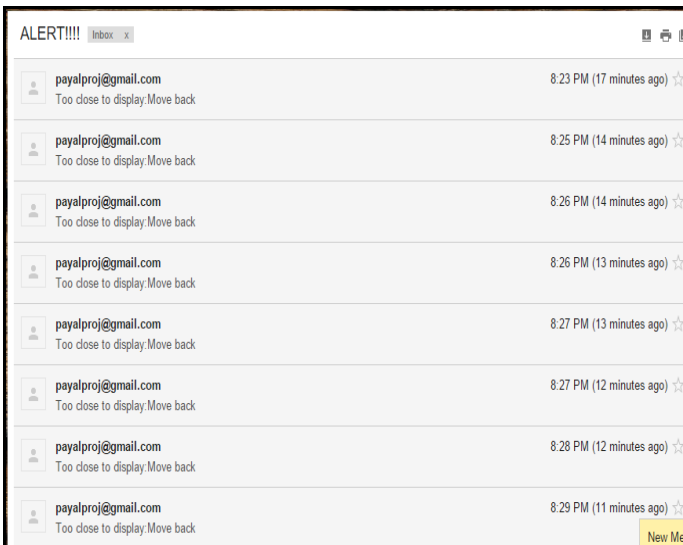 ALERT!!!! Inbox x
payalproj@gmail.com 8:23 PM (17 minutes ago)
Too close to display:Move back
payalproj@gmail.com 8:25 PM (14 minutes ago)
Too close to display:Move back
payalproj@gmail.com 8:26 PM (14 minutes ago)
Too close to display:Move back
payalproj@gmail.com 8:26 PM (13 minutes ago)
Too close to display:Move back
payalproj@gmail.com 8:27 PM (13 minutes ago)
Too close to display:Move back
payalproj@gmail.com 8:27 PM (12 minutes ago)
Too close to display:Move back
payalproj@gmail.com 8:28 PM (12 minutes ago)
Too close to display:Move back
payalproj@gmail.com 8:29 PM (11 minutes ago)
Too close to display:Move back
New Me